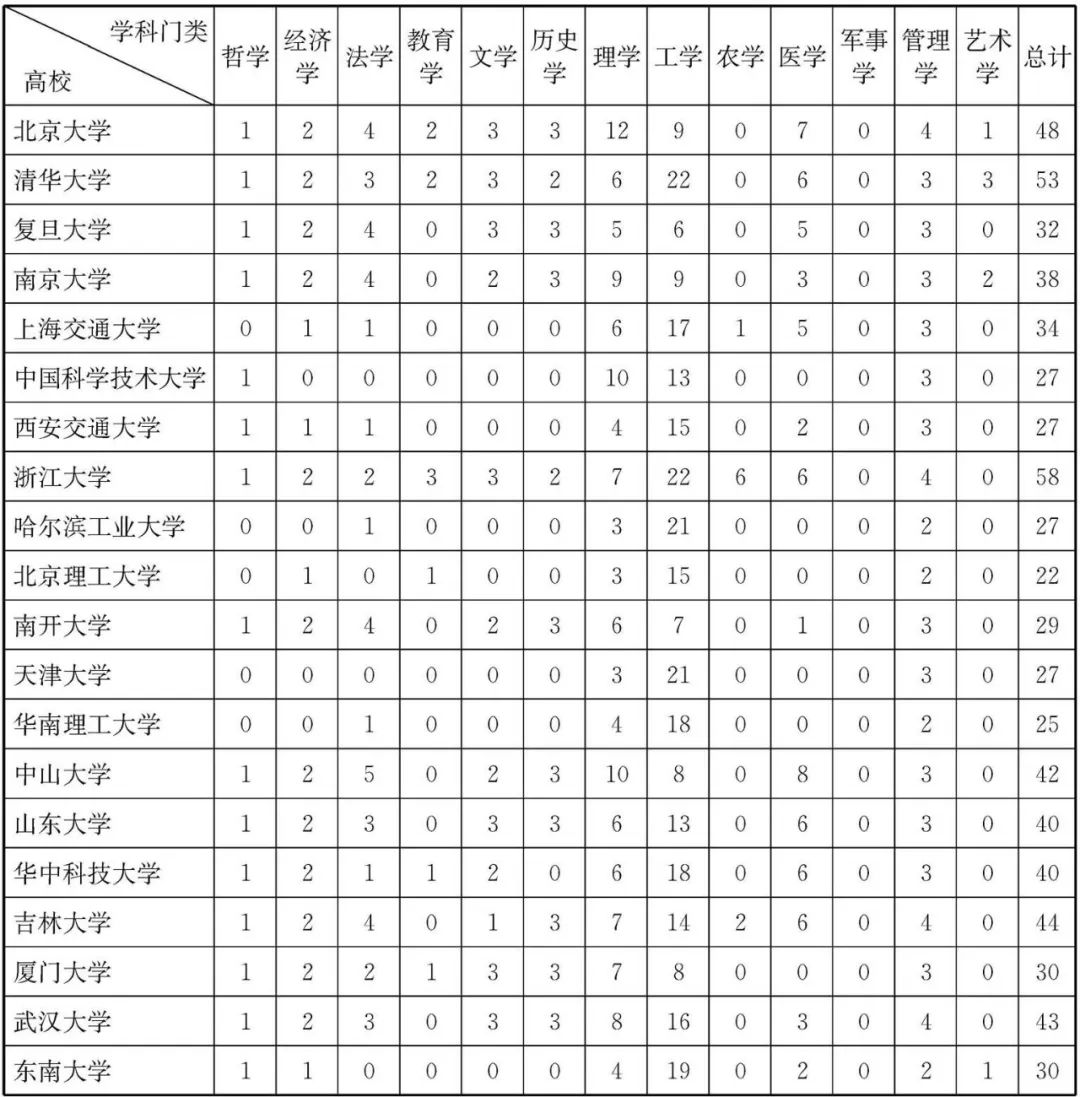 学科门类
高校 哲学 经济学 法学 教育学 文学 历史学 理学 工学 农学 医学 军事学 管理学 艺术学 总计
北京大学 1 2 4 2 3 3 12 9 0 7 0 4 1 48
清华大学 1 2 3 2 3 2 6 22 0 6 0 3 3 53
复旦大学 1 2 4 0 3 3 5 6 0 5 0 3 0 32
南京大学 1 2 4 0 2 3 9 9 0 3 0 3 2 38
上海交通大学 0 1 1 0 0 0 6 17 1 5 0 3 0 34
中国科学技术大学 1 0 0 0 0 0 10 13 0 0 0 3 0 27
西安交通大学 1 1 1 0 0 0 4 15 0 2 0 3 0 27
浙江大学 1 2 2 3 3 2 7 22 6 6 0 4 0 58
哈尔滨工业大学 0 0 1 0 0 0 3 21 0 0 0 2 0 27
北京理工大学 0 1 0 1 0 0 3 15 0 0 0 2 0 22
南开大学 1 2 4 0 2 3 6 7 0 1 0 3 0 29
天津大学 0 0 0 0 0 0 3 21 0 0 0 3 0 27
华南理工大学 0 0 1 0 0 0 4 18 0 0 0 2 0 25
中山大学 1 2 5 0 2 3 10 8 0 8 0 3 0 42
山东大学 1 2 3 0 3 3 6 13 0 6 0 3 0 40
华中科技大学 1 2 1 1 2 0 6 18 0 6 0 3 0 40
吉林大学 1 2 4 0 1 3 7 14 2 6 0 4 0 44
厦门大学 1 2 2 1 3 3 7 8 0 0 0 3 0 30
武汉大学 1 2 3 0 3 3 8 16 0 3 0 4 0 43
东南大学 1 1 0 0 0 0 4 19 0 2 0 2 1 30